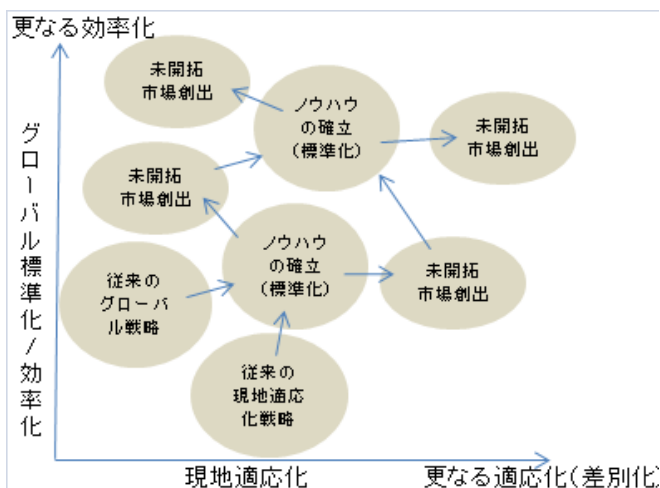 更なる効率化
グローバル標準化/効率化
未開拓
市場創出
ノウハウ
の確立
(標準化)
未開拓
市場創出
未開拓
市場創出
ノウハウ
の確立
(標準化)
未開拓
市場創出
従来の
グローバ
ル戦略
従来の
現地適応
化戦略
現地適応化
更なる適応化(差別化)